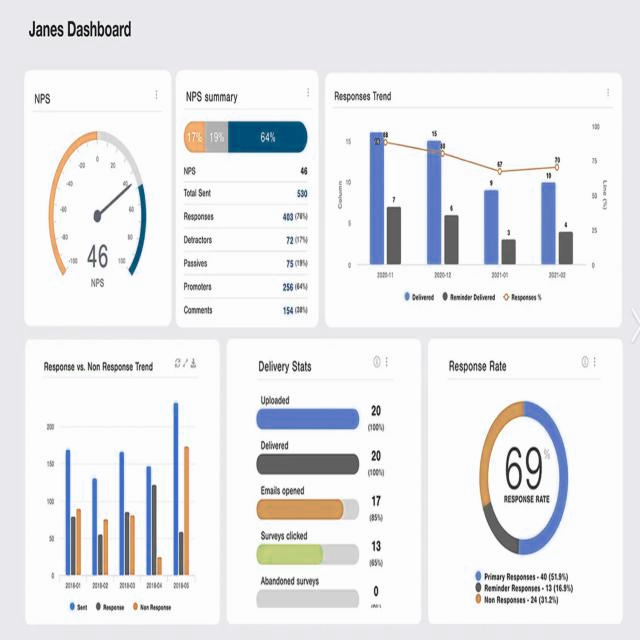 Janes Dashboard
NPS
-100
-80
-60
-40
-20
0
20
40
60
80
100
46
NPS
NPS summary
17% 19% 64%
NPS 46
Total Sent 530
Responses 403 (76%)
Detractors 72 (17%)
Passives 75 (19%)
Promoters 256 (64%)
Comments 154 (38%)
Responses Trend
15
10
5
0
Column
100
75
50
25
0
Line (%)
88
15
9
10
67
70
7
6
3
4
2020-11 2020-12 2021-01 2021-02
Delivered Reminder Delivered Responses %
Response vs. Non Response Trend
200
150
100
50
0
2018-01 2018-02 2018-03 2018-04 2018-05
Sent Response Non Response
Delivery Stats
Uploaded
20
(100%)
Delivered
20
(100%)
Emails opened
17
(85%)
Surveys clicked
13
(65%)
Abandoned surveys
0
Response Rate
69 %
RESPONSE RATE
Primary Responses - 40 (51.9%)
Reminder Responses - 13 (16.9%)
Non Responses - 24 (31.2%)